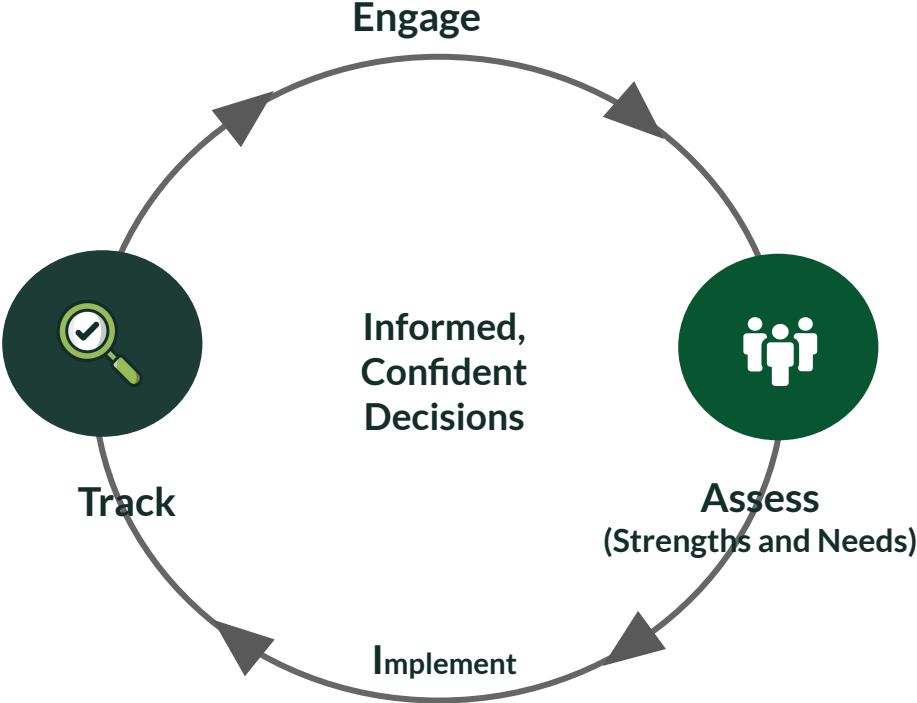 Engage
Informed,
Confident
Decisions
Track
Assess
(Strengths and Needs)
Implement